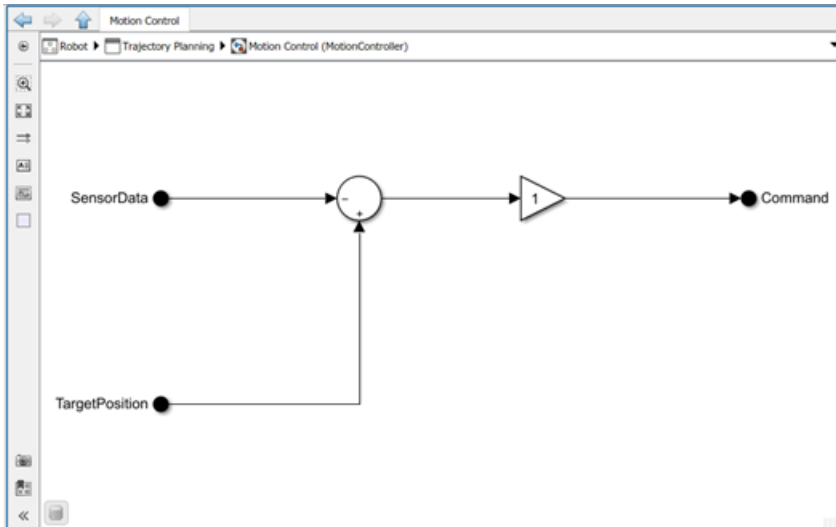 Motion Control
Robot Trajectory Planning Motion Control (MotionController)
SensorData
−
+
1
Command
TargetPosition